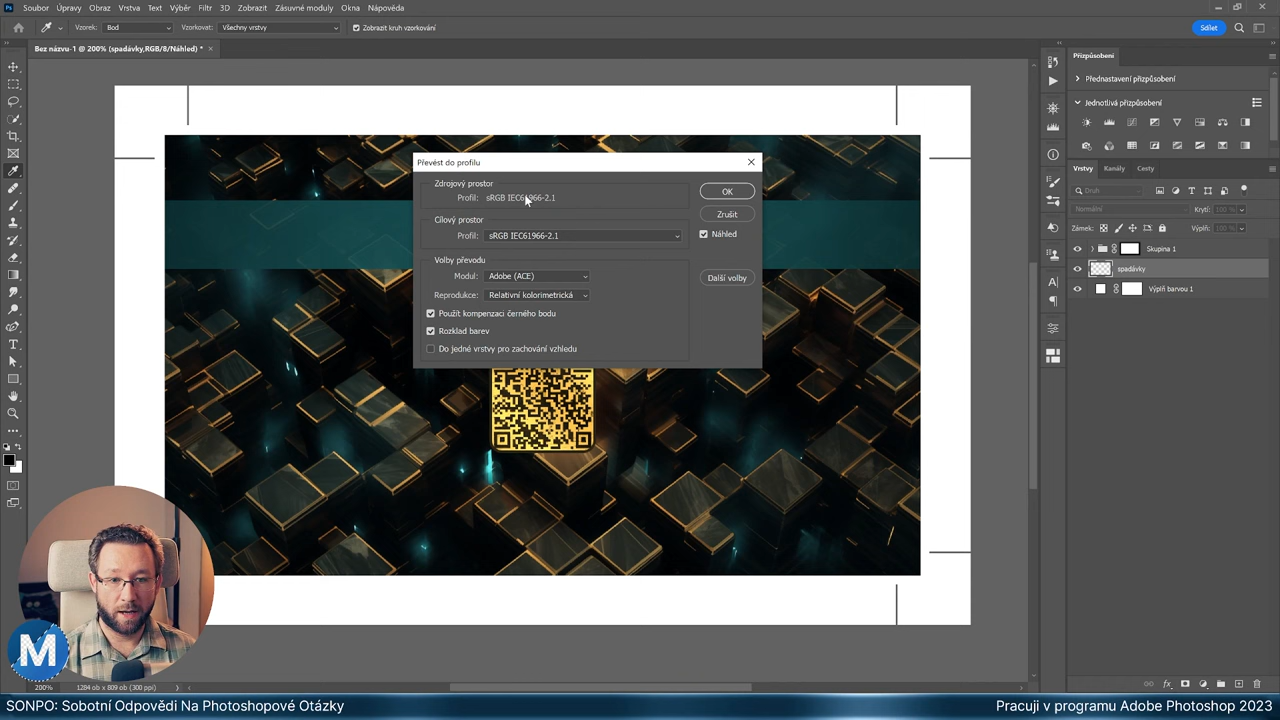 Ps Soubor Úpravy Obraz Vrstva Text Výběr Filtr 3D Zobrazit Zásuvné moduly Okna Nápověda
Vzorek: Bod Vzorkovat: Všechny vrstvy Zobrazit kruh vzorkování Sdílet
Bez názvu-1 @ 200% (spadávky,RGB/8/Náhled) *
Přizpůsobení
Přednastavení přizpůsobení
Jednotlivá přizpůsobení
Vrstvy Kanály Cesty
Druh
Normální Krytí: 100 %
Zámek: Výplň: 100 %
Skupina 1
spadávky
Výplň barvou 1
Převést do profilu
Zdrojový prostor
Profil: sRGB IEC61966-2.1
Cílový prostor
Profil: sRGB IEC61966-2.1
Volby převodu
Modul: Adobe (ACE)
Reprodukce: Relativní kolorimetrická
Použít kompenzaci černého bodu
Rozklad barev
Do jedné vrstvy pro zachování vzhledu
OK
Zrušit
Náhled
Další volby
M
200% 1284 ob x 809 ob (300 ppi)
SONPO: Sobotní Odpovědi Na Photoshopové Otázky
Pracuji v programu Adobe Photoshop 2023